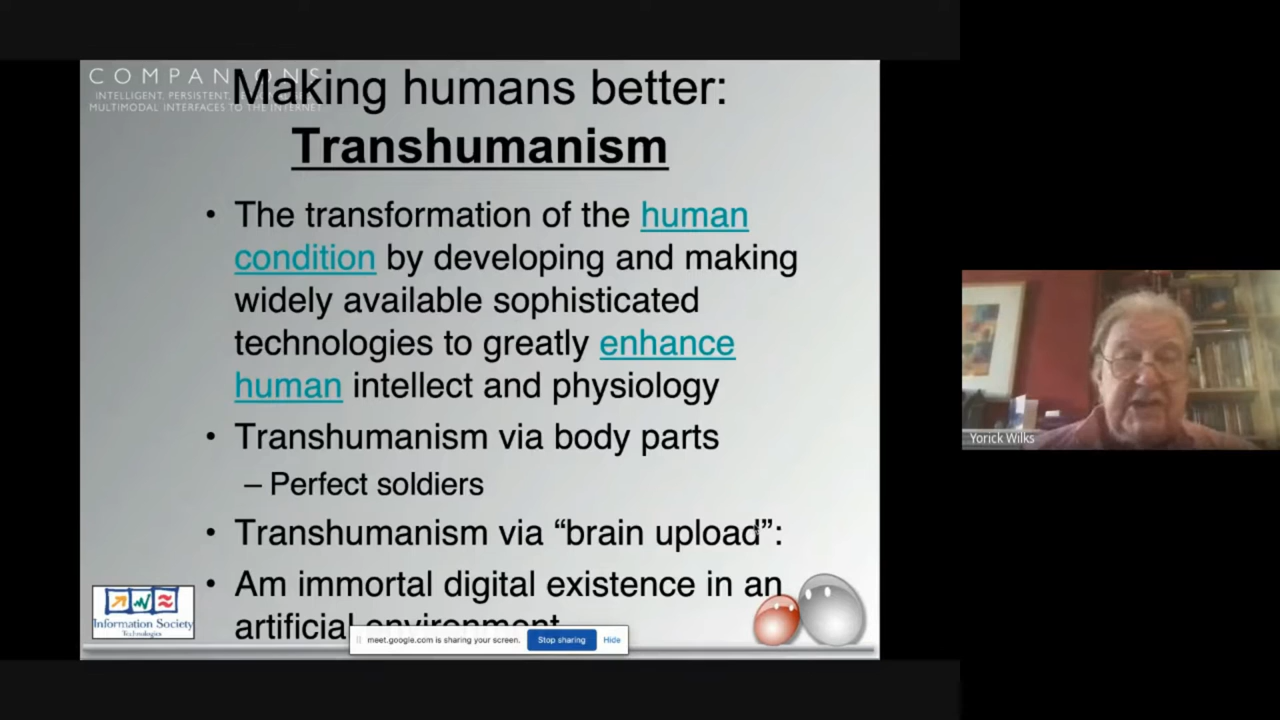 COMPANIONS
Making humans better:
INTELLIGENT, PERSISTENT,
MULTIMODAL INTERFACES TO THE INTERNET
Transhumanism
• The transformation of the human
condition by developing and making
widely available sophisticated
technologies to greatly enhance
human intellect and physiology
• Transhumanism via body parts
– Perfect soldiers
• Transhumanism via “brain upload”:
• Am immortal digital existence in an
artificial environment
Information Society
Technologies
meet.google.com is sharing your screen. Stop sharing Hide
Yorick Wilks